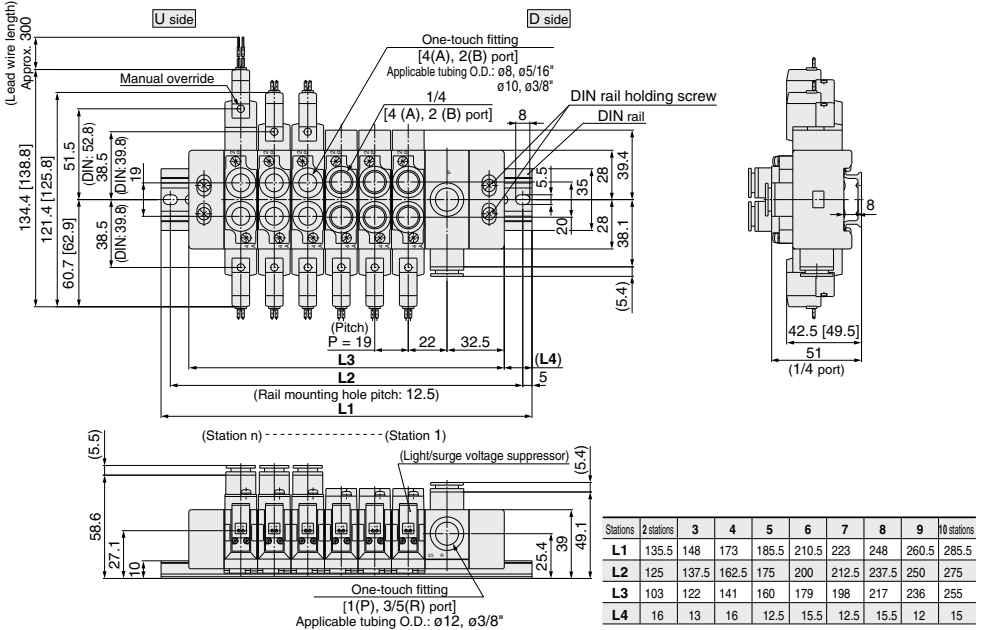 U side
D side
(Lead wire length)
Approx. 300
One-touch fitting
[4(A), 2(B) port]
Applicable tubing O.D.: ø8, ø5/16"
ø10, ø3/8"
Manual override
1/4
[4 (A), 2 (B) port]
DIN rail holding screw
DIN rail
8
134.4 [138.8]
121.4 [125.8]
51.5
(DIN: 52.8)
38.5
(DIN: 39.8)
19
60.7 [62.9]
38.5
(DIN: 39.8)
5.5
20
35
28
28
39.4
38.1
(5.4)
8
42.5 [49.5]
51
(1/4 port)
(Pitch)
P = 19
22
32.5
L3
(L4)
L2
5
(Rail mounting hole pitch: 12.5)
L1
(Station n)
(Station 1)
(5.5)
(5.4)
(Light/surge voltage suppressor)
58.6
27.1
10
25.4
39
49.1
One-touch fitting
[1(P), 3/5(R) port]
Applicable tubing O.D.: ø12, ø3/8"
Stations 2 stations 3 4 5 6 7 8 9 10 stations
L1 135.5 148 173 185.5 210.5 223 248 260.5 285.5
L2 125 137.5 162.5 175 200 212.5 237.5 250 275
L3 103 122 141 160 179 198 217 236 255
L4 16 13 16 12.5 15.5 12.5 15.5 12 15